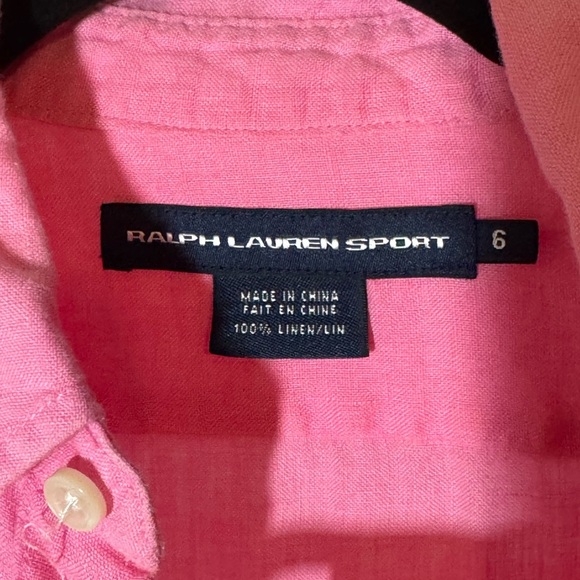 RALPH LAUREN SPORT 6
MADE IN CHINA
FAIT EN CHINE
100% LINEN/LIN